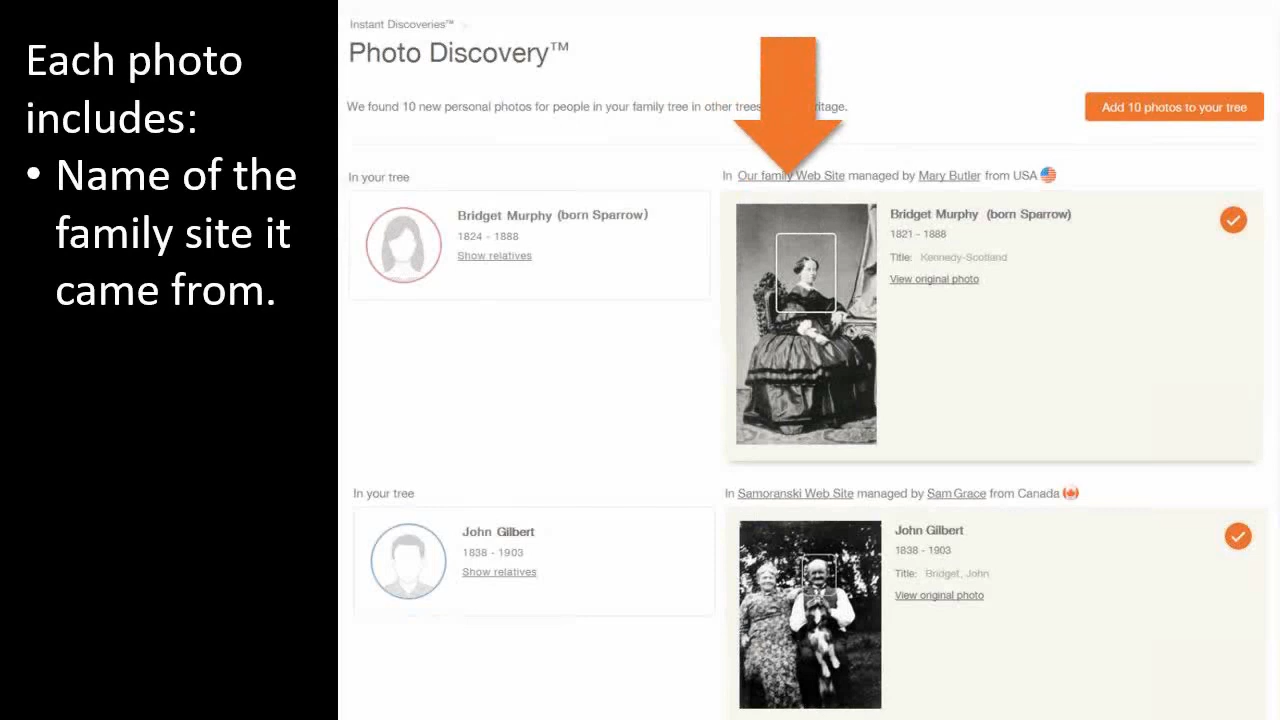 Each photo
includes:
• Name of the
family site it
came from.
Instant Discoveries™
Photo Discovery™
We found 10 new personal photos for people in your family tree in other trees
Add 10 photos to your tree
In your tree
Bridget Murphy (born Sparrow)
1824 - 1888
Show relatives
In Our family Web Site managed by Mary Butler from USA
Bridget Murphy (born Sparrow)
1821 - 1888
Title: Kennedy-Scotland
View original photo
In your tree
John Gilbert
1838 - 1903
Show relatives
In Samoranski Web Site managed by Sam Grace from Canada
John Gilbert
1838 - 1903
Title: Bridget, John
View original photo